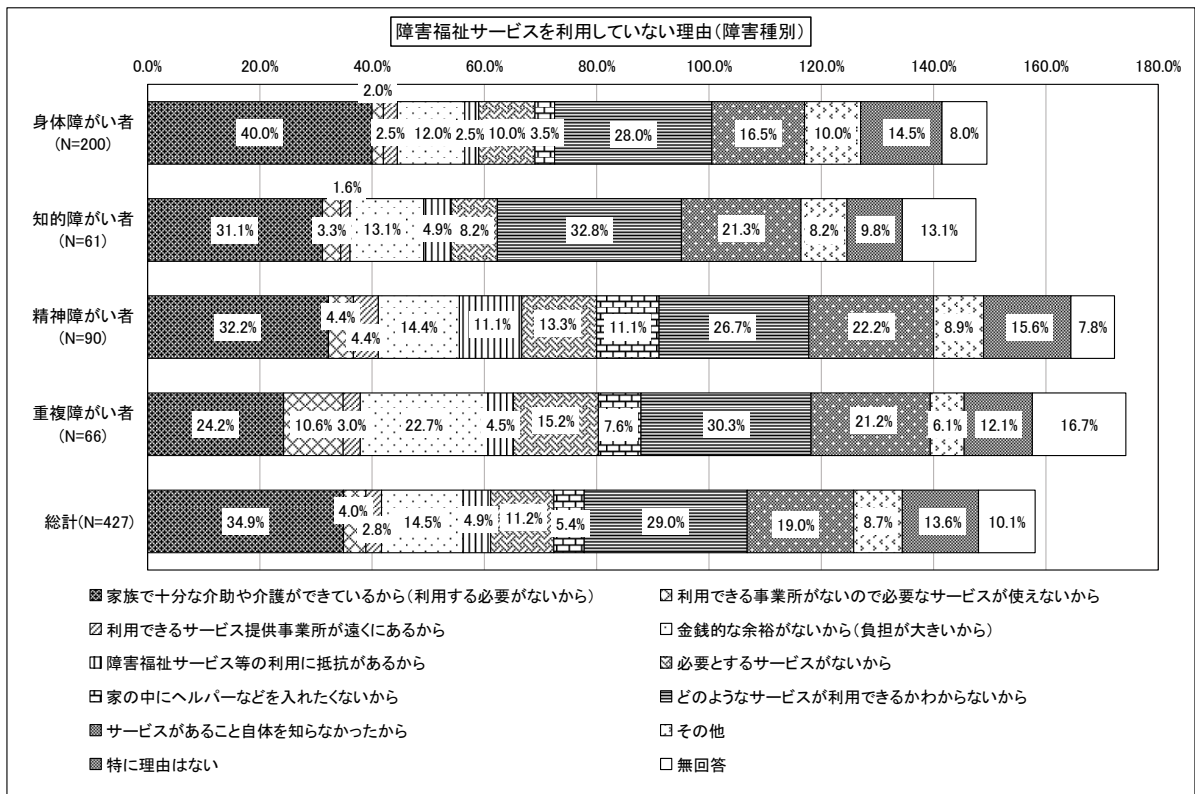 障害福祉サービスを利用していない理由(障害種別)
0.0% 20.0% 40.0% 60.0% 80.0% 100.0% 120.0% 140.0% 160.0% 180.0%
身体障がい者
(N=200)
40.0% 2.0% 2.5% 12.0% 2.5% 10.0% 3.5% 28.0% 16.5% 10.0% 14.5% 8.0%
知的障がい者
(N=61)
31.1% 3.3% 1.6% 13.1% 4.9% 8.2% 32.8% 21.3% 8.2% 9.8% 13.1%
精神障がい者
(N=90)
32.2% 4.4% 4.4% 14.4% 11.1% 13.3% 11.1% 26.7% 22.2% 8.9% 15.6% 7.8%
重複障がい者
(N=66)
24.2% 10.6% 3.0% 22.7% 4.5% 15.2% 7.6% 30.3% 21.2% 6.1% 12.1% 16.7%
総計(N=427)
34.9% 4.0% 2.8% 14.5% 4.9% 11.2% 5.4% 29.0% 19.0% 8.7% 13.6% 10.1%
家族で十分な介助や介護ができているから(利用する必要がないから)
利用できる事業所がないので必要なサービスが使えないから
利用できるサービス提供事業所が遠くにあるから
金銭的な余裕がないから(負担が大きいから)
障害福祉サービス等の利用に抵抗があるから
必要とするサービスがないから
家の中にヘルパーなどを入れたくないから
どのようなサービスが利用できるかわからないから
サービスがあること自体を知らなかったから
その他
特に理由はない
無回答